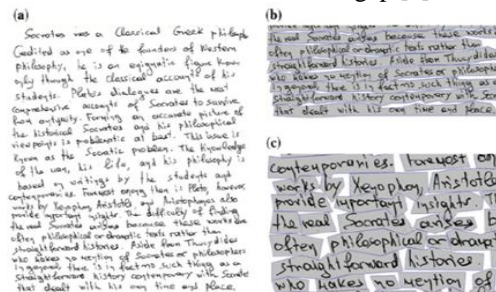 (a)
Socrates was a Classical Greek philosoph
Credited as one of the founders of Western
philosophy, he is an enigmatic figure known
only though the classical accounts of his
students. Plato's dialogues are the most
comprehensive accounts of Socrates to survive
from antiquity. Forming an accurate picture of
the historical Socrates and his philosophical
viewpoints is problematic at best. This issue is
known as the Socratic problem. The knowledge
of the man, his life, and his philosophy is
based on writings by the students and
contemporaries. Foremost among them is Plato, however,
works by Xenophon, Aristotle, and Aristophanes also
provide important insights. The difficulty of finding
the real Socrates arises because these works are
often philosophical or dramatic texts rather than
straightforward histories. Aside from Thucydides
who makes no mention of Socrates or philosophers
in general there is in fact no such thing as a
straightforward history contemporary with Socrates
that dealt with his own time and place.
(b)
the real Socrates arises because these works
often philosophical or dramatic texts rather than
straightforward histories. Aside from Thucydides
who makes no mention of Socrates or philosophers
in general there is in fact no such thing as a
straightforward history contemporary with Socra
that dealt with his own time and place
(c)
contemporaries. Foremost am
works by Xenophon, Aristotle
provide important insights. Th
the real Socrates arises b
often philosophical or dramat
straightforward histories.
who makes no mention of